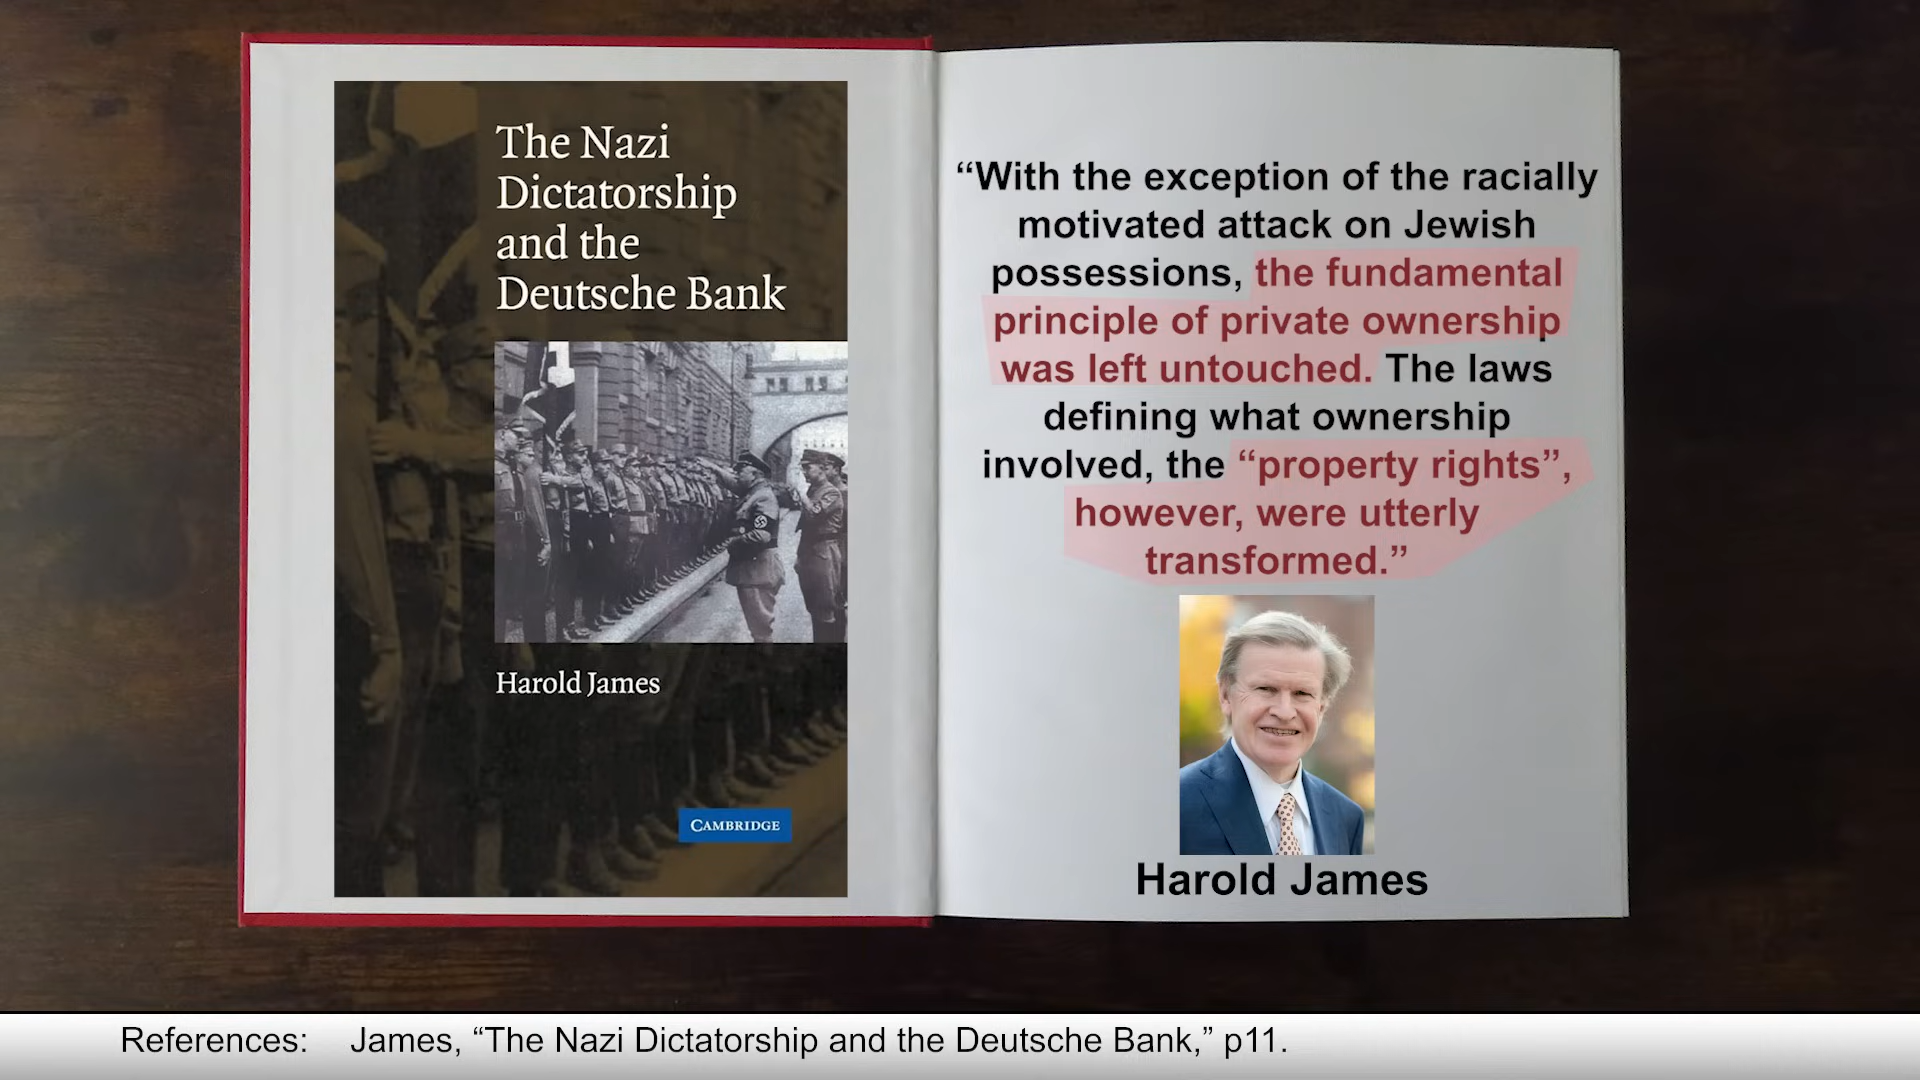 The Nazi
Dictatorship
and the
Deutsche Bank
Harold James
CAMBRIDGE
“With the exception of the racially
motivated attack on Jewish
possessions, the fundamental
principle of private ownership
was left untouched. The laws
defining what ownership
involved, the “property rights”,
however, were utterly
transformed.”
Harold James
References: James, “The Nazi Dictatorship and the Deutsche Bank,” p11.